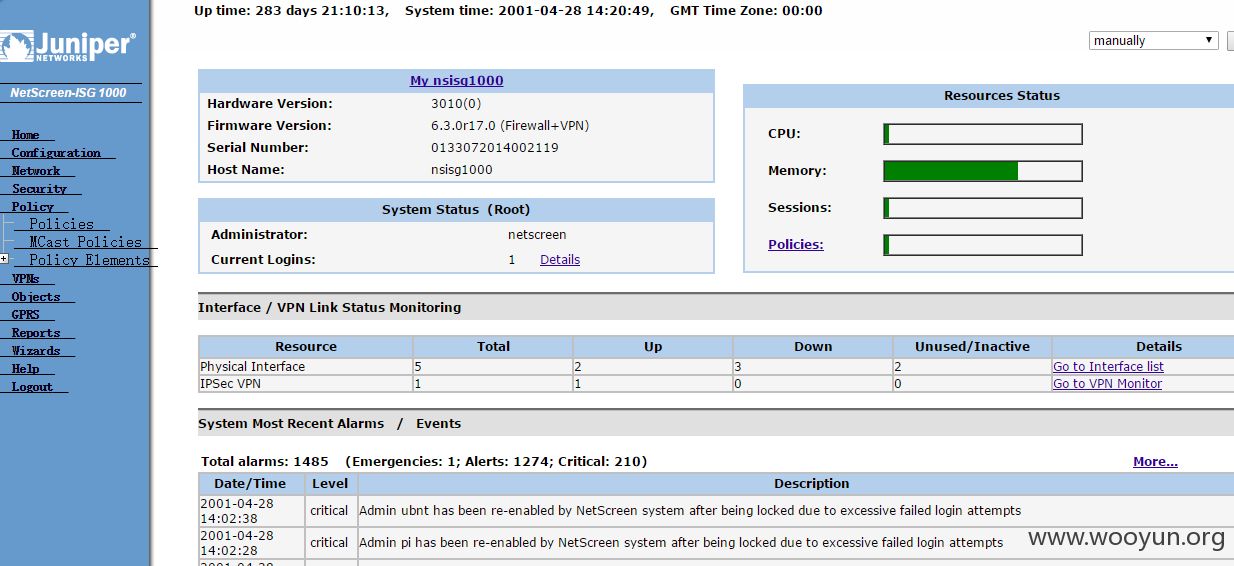 Up time: 283 days 21:10:13, System time: 2001-04-28 14:20:49, GMT Time Zone: 00:00
manually
Juniper®
NETWORKS
NetScreen-ISG 1000
Home
Configuration
Network
Security
Policy
Policies
MCast Policies
Policy Elements
VPNs
Objects
GPRS
Reports
Wizards
Help
Logout
My nsisg1000
Hardware Version: 3010(0)
Firmware Version: 6.3.0r17.0 (Firewall+VPN)
Serial Number: 0133072014002119
Host Name: nsisg1000
System Status (Root)
Administrator: netscreen
Current Logins: 1 Details
Resources Status
CPU:
Memory:
Sessions:
Policies:
Interface / VPN Link Status Monitoring
Resource Total Up Down Unused/Inactive Details
Physical Interface 5 2 3 2 Go to Interface list
IPSec VPN 1 1 0 0 Go to VPN Monitor
System Most Recent Alarms / Events
Total alarms: 1485 (Emergencies: 1; Alerts: 1274; Critical: 210) More...
Date/Time Level Description
2001-04-28 14:02:38 critical Admin ubnt has been re-enabled by NetScreen system after being locked due to excessive failed login attempts
2001-04-28 14:02:28 critical Admin pi has been re-enabled by NetScreen system after being locked due to excessive failed login attempts
www.wooyun.org